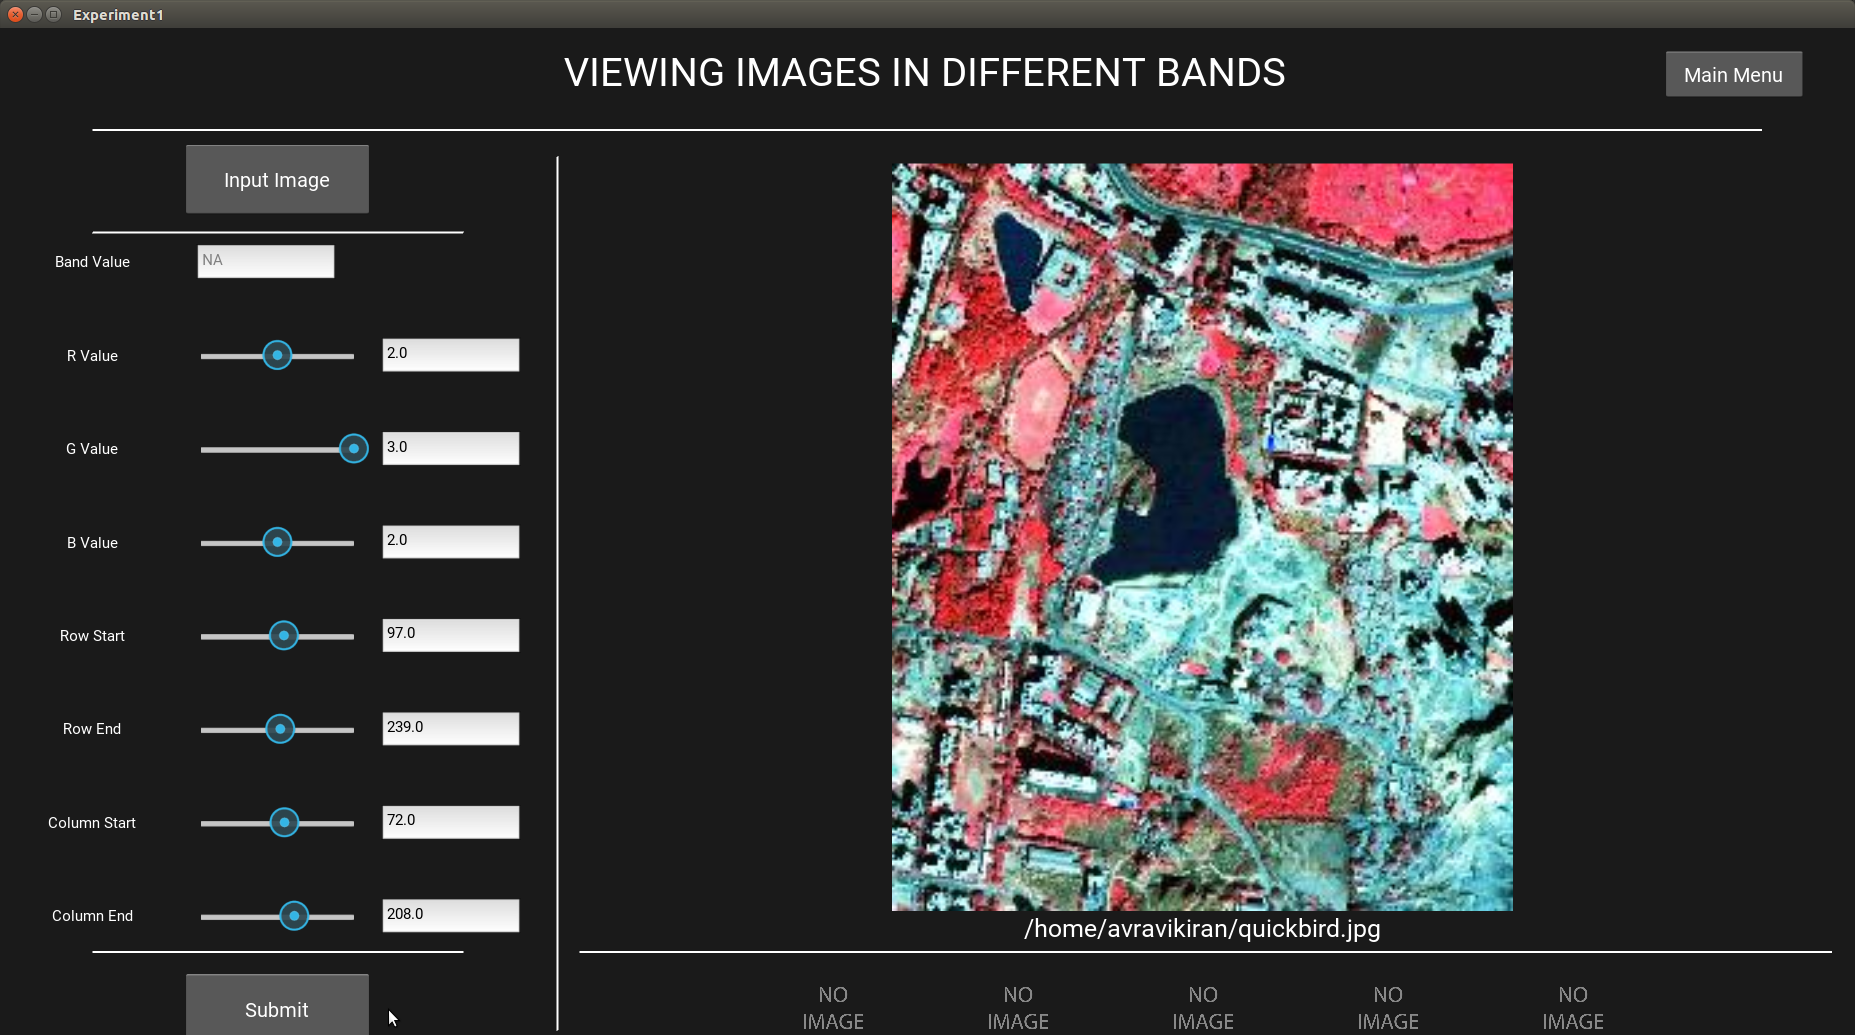 Experiment1
VIEWING IMAGES IN DIFFERENT BANDS
Main Menu
Input Image
Band Value
NA
R Value
2.0
G Value
3.0
B Value
2.0
Row Start
97.0
Row End
239.0
Column Start
72.0
Column End
208.0
Submit
/home/avravikiran/quickbird.jpg
NO
IMAGE
NO
IMAGE
NO
IMAGE
NO
IMAGE
NO
IMAGE